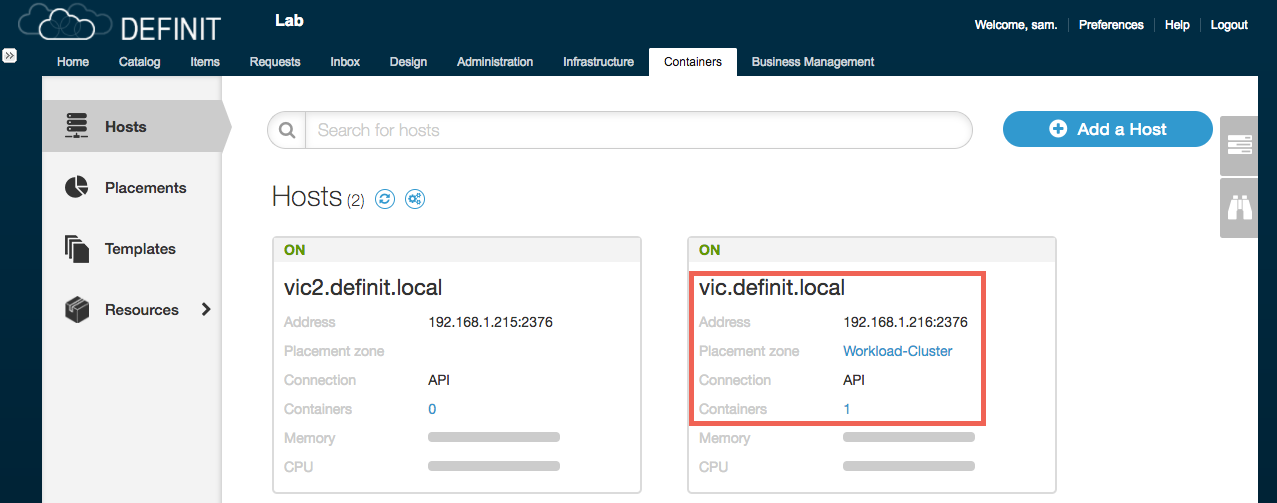 DEFINIT
Lab
Welcome, sam. Preferences Help Logout
Home Catalog Items Requests Inbox Design Administration Infrastructure Containers Business Management
Hosts
Placements
Templates
Resources
Search for hosts
Add a Host
Hosts (2)
ON
vic2.definit.local
Address 192.168.1.215:2376
Placement zone
Connection API
Containers 0
Memory
CPU
ON
vic.definit.local
Address 192.168.1.216:2376
Placement zone Workload-Cluster
Connection API
Containers 1
Memory
CPU